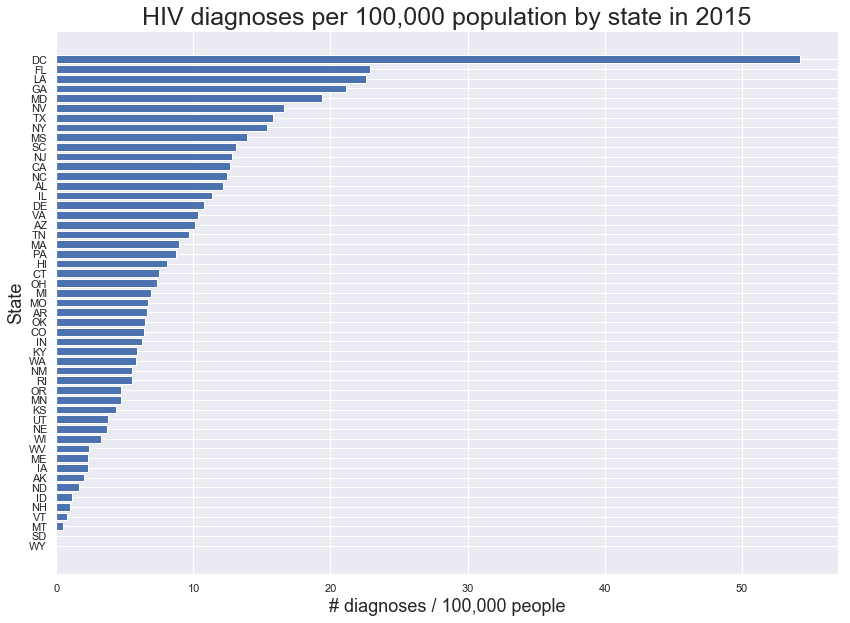 HIV diagnoses per 100,000 population by state in 2015
DC
FL
LA
GA
MD
NV
TX
NY
MS
SC
NJ
CA
NC
AL
IL
DE
VA
AZ
TN
MA
PA
HI
CT
OH
MI
MO
AR
OK
CO
IN
KY
WA
NM
RI
OR
MN
KS
UT
NE
WI
WV
ME
IA
AK
ND
ID
NH
VT
MT
SD
WY
State
0 10 20 30 40 50
# diagnoses / 100,000 people